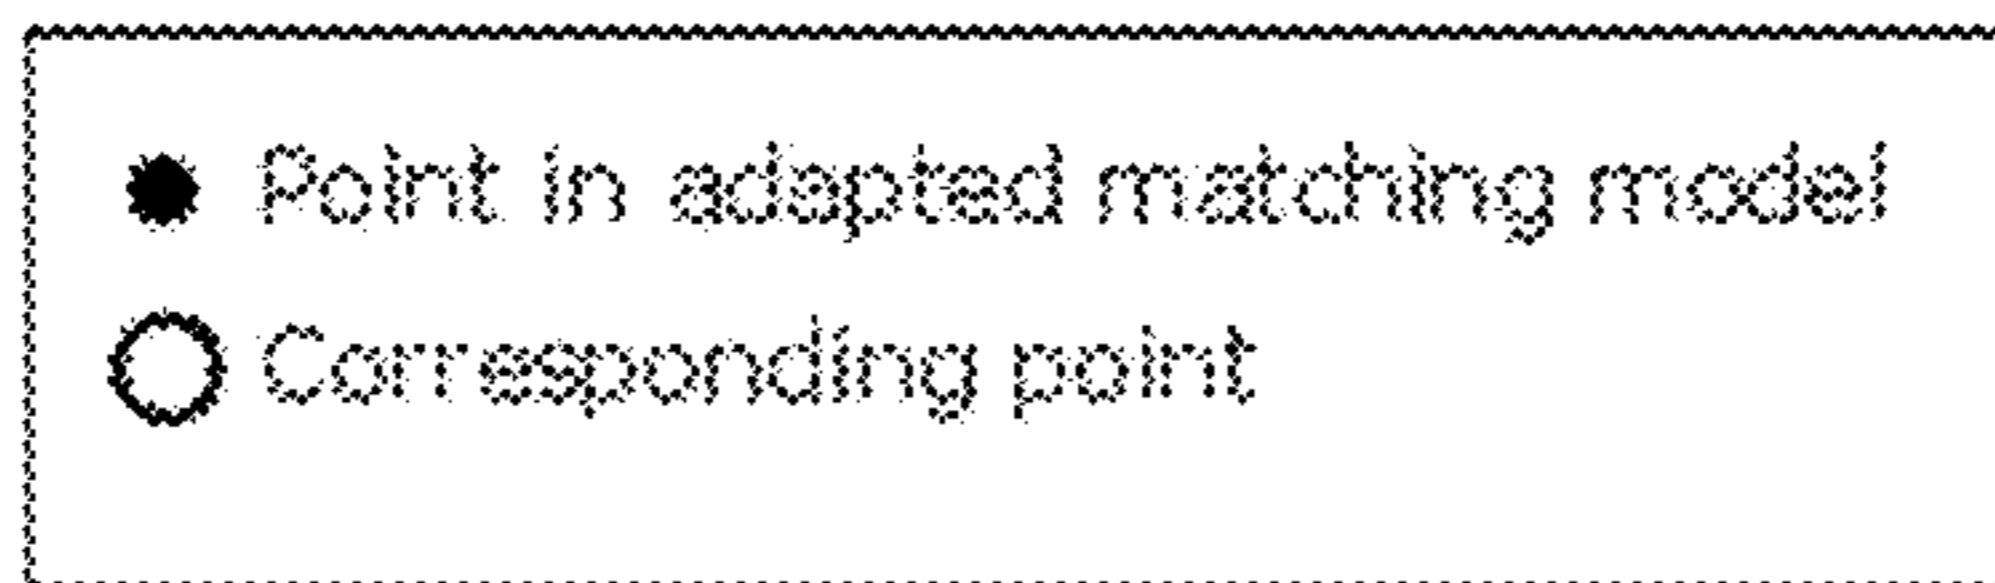 Point in adapted matching model
Corresponding point